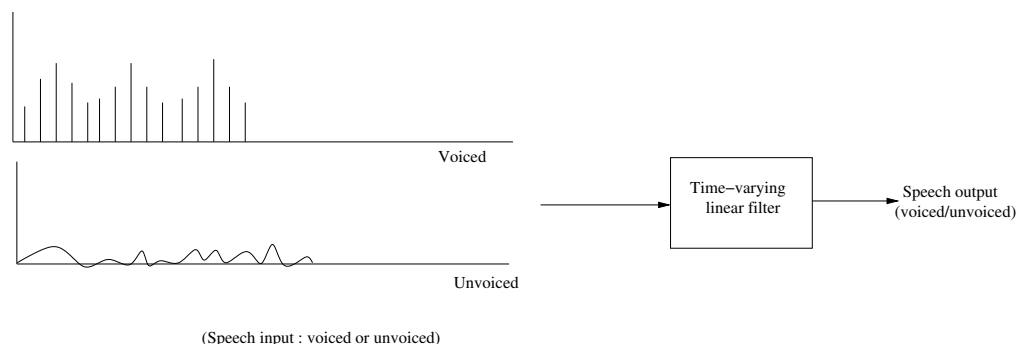 Voiced
Unvoiced
(Speech input : voiced or unvoiced)
Time−varying
linear filter
Speech output
(voiced/unvoiced)